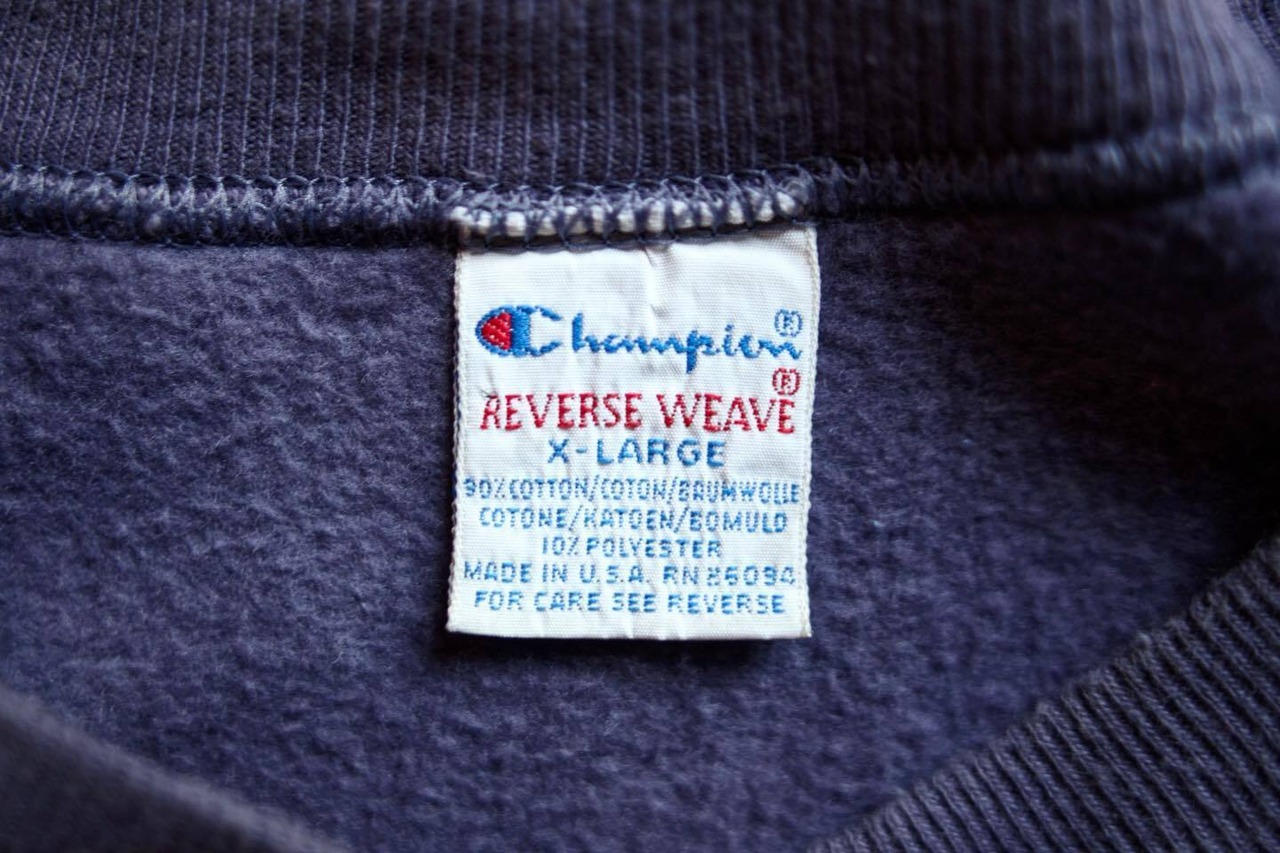 Champion®
®
REVERSE WEAVE
X-LARGE
90% COTTON/COTON/BAUMWOLLE
COTONE/KATOEN/BOMULD
10% POLYESTER
MADE IN U.S.A. RN 26094
FOR CARE SEE REVERSE